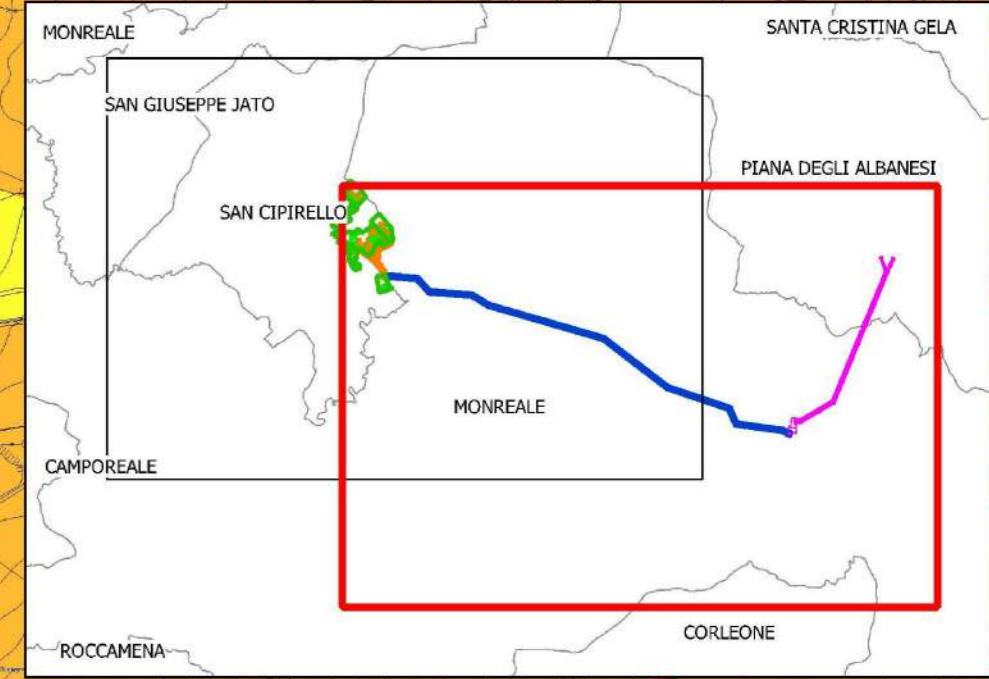 MONREALE
SANTA CRISTINA GELA
SAN GIUSEPPE JATO
PIANA DEGLI ALBANESI
SAN CIPIRELLO
MONREALE
CAMPOREALE
CORLEONE
ROCCAMENA